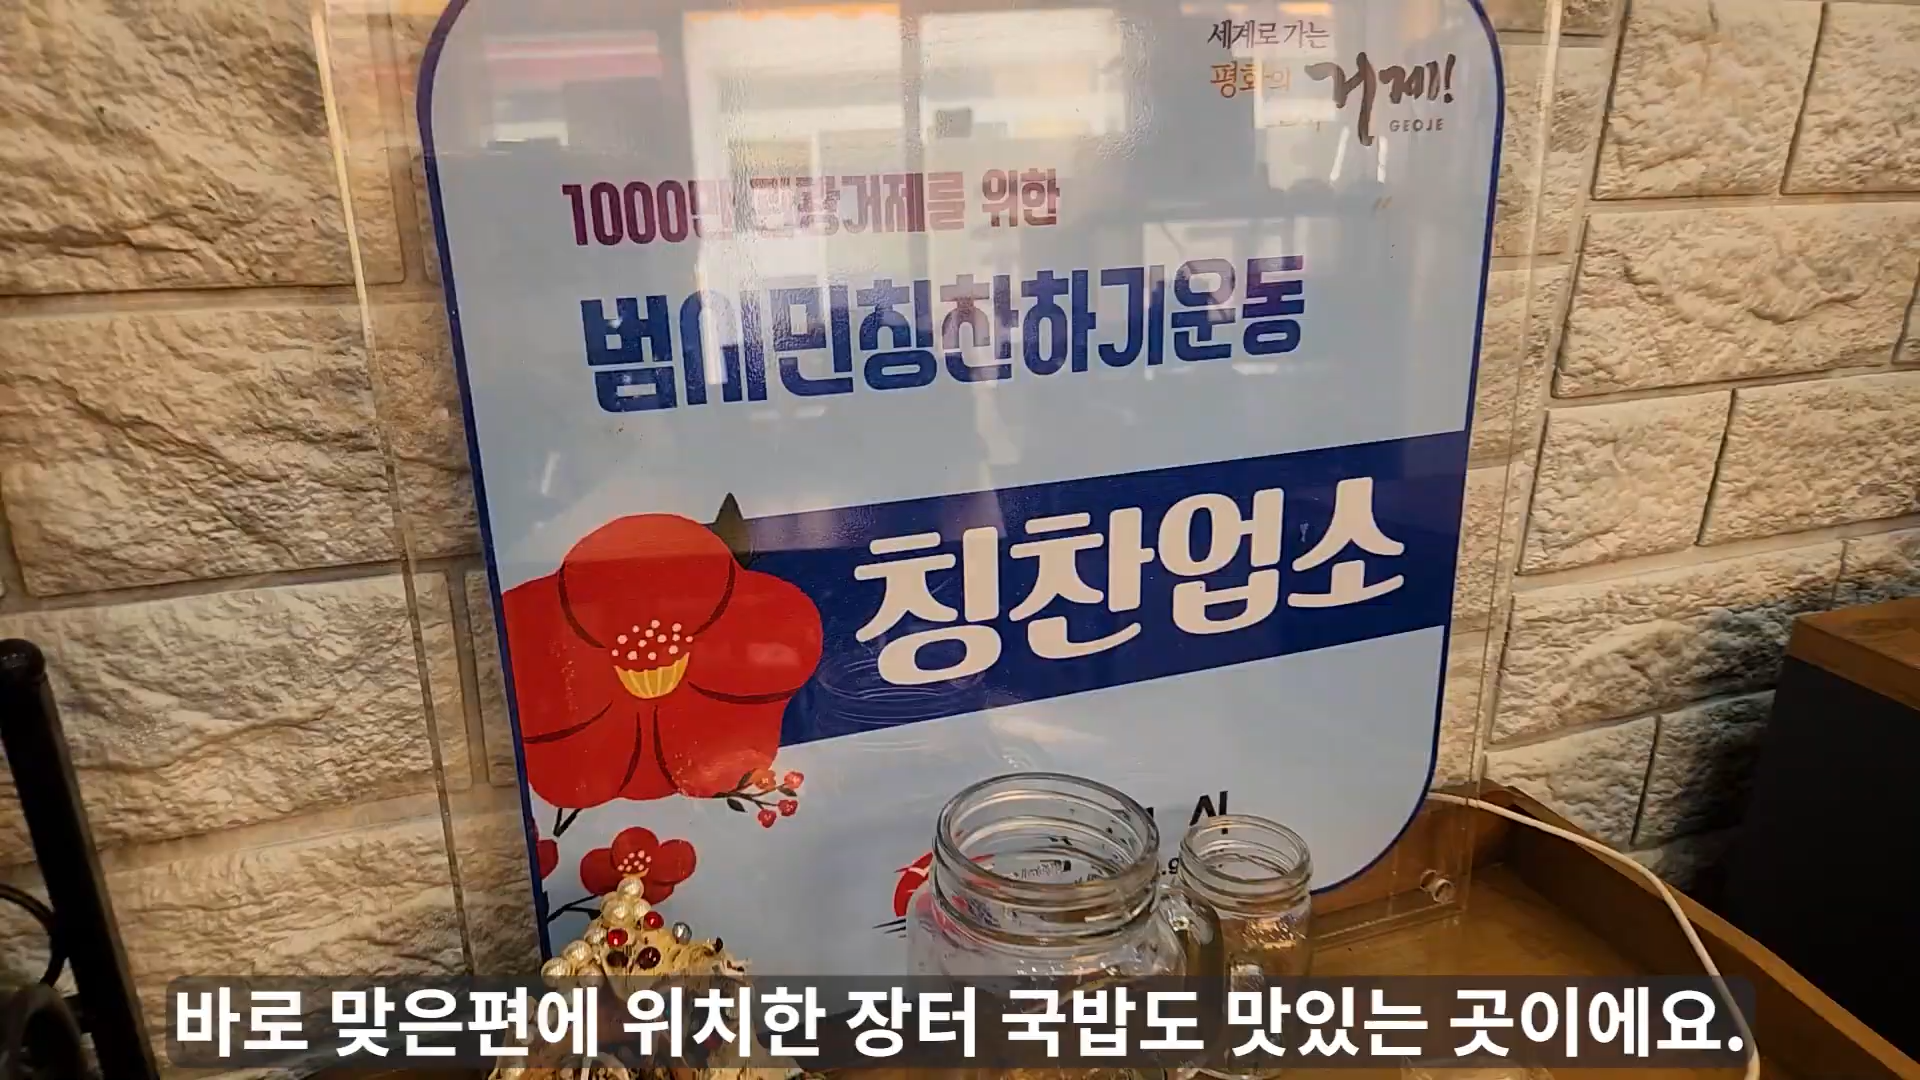 세계로 가는
평화의
거제!
GEOJE
1000만 관광거제를 위한
범시민칭찬하기운동
칭찬업소
시
바로 맞은편에 위치한 장터 국밥도 맛있는 곳이에요.